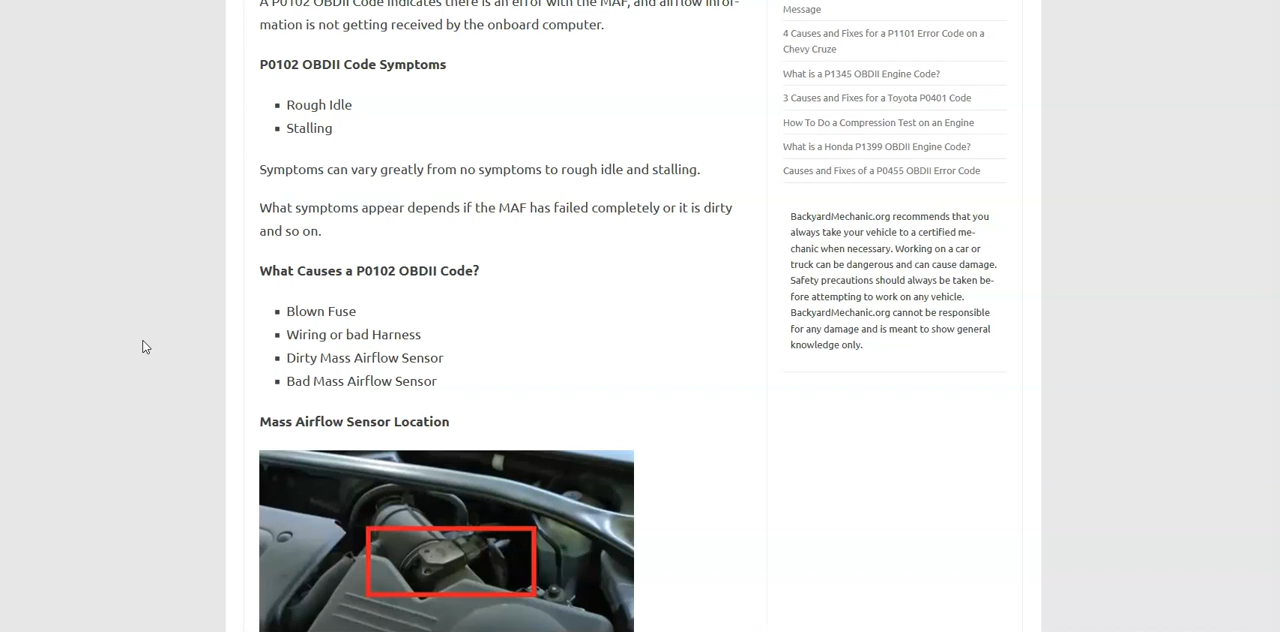 A P0102 OBDII Code indicates there is an error with the MAF, and airflow infor-
mation is not getting received by the onboard computer.
P0102 OBDII Code Symptoms
Rough Idle
Stalling
Symptoms can vary greatly from no symptoms to rough idle and stalling.
What symptoms appear depends if the MAF has failed completely or it is dirty
and so on.
What Causes a P0102 OBDII Code?
Blown Fuse
Wiring or bad Harness
Dirty Mass Airflow Sensor
Bad Mass Airflow Sensor
Mass Airflow Sensor Location
Message
4 Causes and Fixes for a P1101 Error Code on a
Chevy Cruze
What is a P1345 OBDII Engine Code?
3 Causes and Fixes for a Toyota P0401 Code
How To Do a Compression Test on an Engine
What is a Honda P1399 OBDII Engine Code?
Causes and Fixes of a P0455 OBDII Error Code
BackyardMechanic.org recommends that you
always take your vehicle to a certified me-
chanic when necessary. Working on a car or
truck can be dangerous and can cause damage.
Safety precautions should always be taken be-
fore attempting to work on any vehicle.
BackyardMechanic.org cannot be responsible
for any damage and is meant to show general
knowledge only.